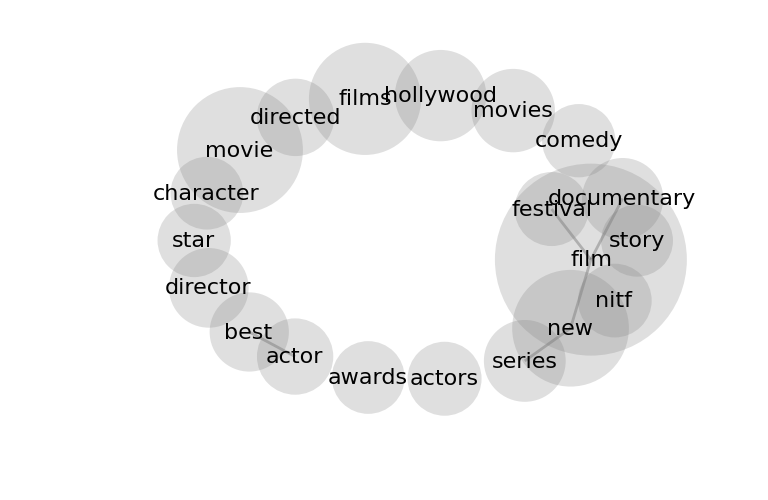 hollywood
films
movies
directed
comedy
movie
character
documentary
festival
star
story
film
director
nitf
new
best
actor
series
awards
actors